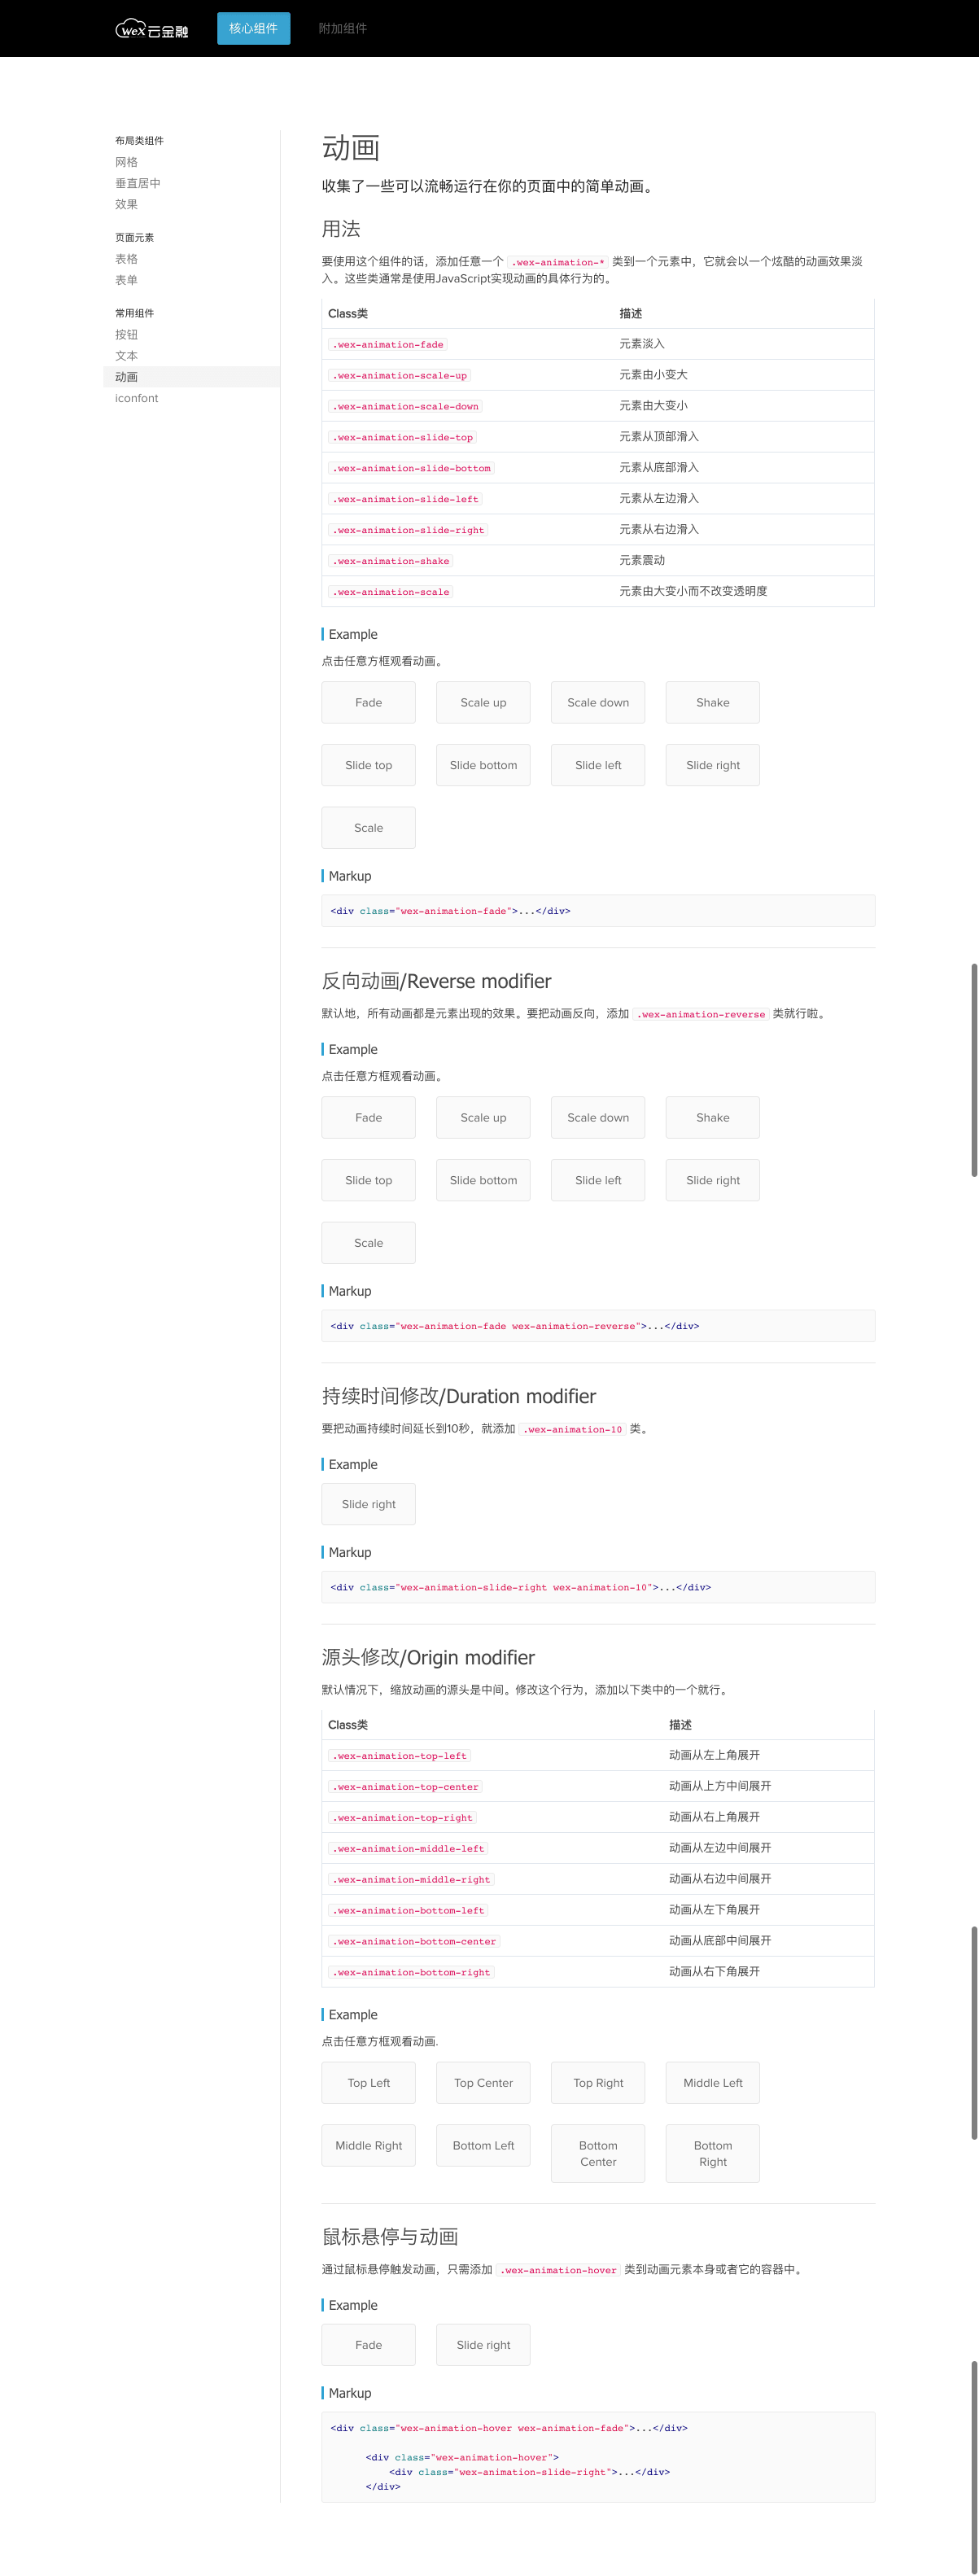 wex云金融 核心组件 附加组件
布局类组件
网格
垂直居中
效果
页面元素
表格
表单
常用组件
按钮
文本
动画
iconfont
动画
收集了一些可以流畅运行在你的页面中的简单动画。
用法
要使用这个组件的话，添加任意一个 .wex-animation-* 类到一个元素中，它就会以一个炫酷的动画效果淡
入。这些类通常是使用JavaScript实现动画的具体行为的。
Class类 描述
.wex-animation-fade 元素淡入
.wex-animation-scale-up 元素由小变大
.wex-animation-scale-down 元素由大变小
.wex-animation-slide-top 元素从顶部滑入
.wex-animation-slide-bottom 元素从底部滑入
.wex-animation-slide-left 元素从左边滑入
.wex-animation-slide-right 元素从右边滑入
.wex-animation-shake 元素震动
.wex-animation-scale 元素由大变小而不改变透明度
Example
点击任意方框观看动画。
Fade Scale up Scale down Shake
Slide top Slide bottom Slide left Slide right
Scale
Markup
<div class="wex-animation-fade">...</div>
反向动画/Reverse modifier
默认地，所有动画都是元素出现的效果。要把动画反向，添加 .wex-animation-reverse 类就行啦。
Example
点击任意方框观看动画。
Fade Scale up Scale down Shake
Slide top Slide bottom Slide left Slide right
Scale
Markup
<div class="wex-animation-fade wex-animation-reverse">...</div>
持续时间修改/Duration modifier
要把动画持续时间延长到10秒，就添加 .wex-animation-10 类。
Example
Slide right
Markup
<div class="wex-animation-slide-right wex-animation-10">...</div>
源头修改/Origin modifier
默认情况下，缩放动画的源头是中间。修改这个行为，添加以下类中的一个就行。
Class类 描述
.wex-animation-top-left 动画从左上角展开
.wex-animation-top-center 动画从上方中间展开
.wex-animation-top-right 动画从右上角展开
.wex-animation-middle-left 动画从左边中间展开
.wex-animation-middle-right 动画从右边中间展开
.wex-animation-bottom-left 动画从左下角展开
.wex-animation-bottom-center 动画从底部中间展开
.wex-animation-bottom-right 动画从右下角展开
Example
点击任意方框观看动画.
Top Left Top Center Top Right Middle Left
Middle Right Bottom Left Bottom Bottom
Center Right
鼠标悬停与动画
通过鼠标悬停触发动画，只需添加 .wex-animation-hover 类到动画元素本身或者它的容器中。
Example
Fade Slide right
Markup
<div class="wex-animation-hover wex-animation-fade">...</div>
<div class="wex-animation-hover">
<div class="wex-animation-slide-right">...</div>
</div>